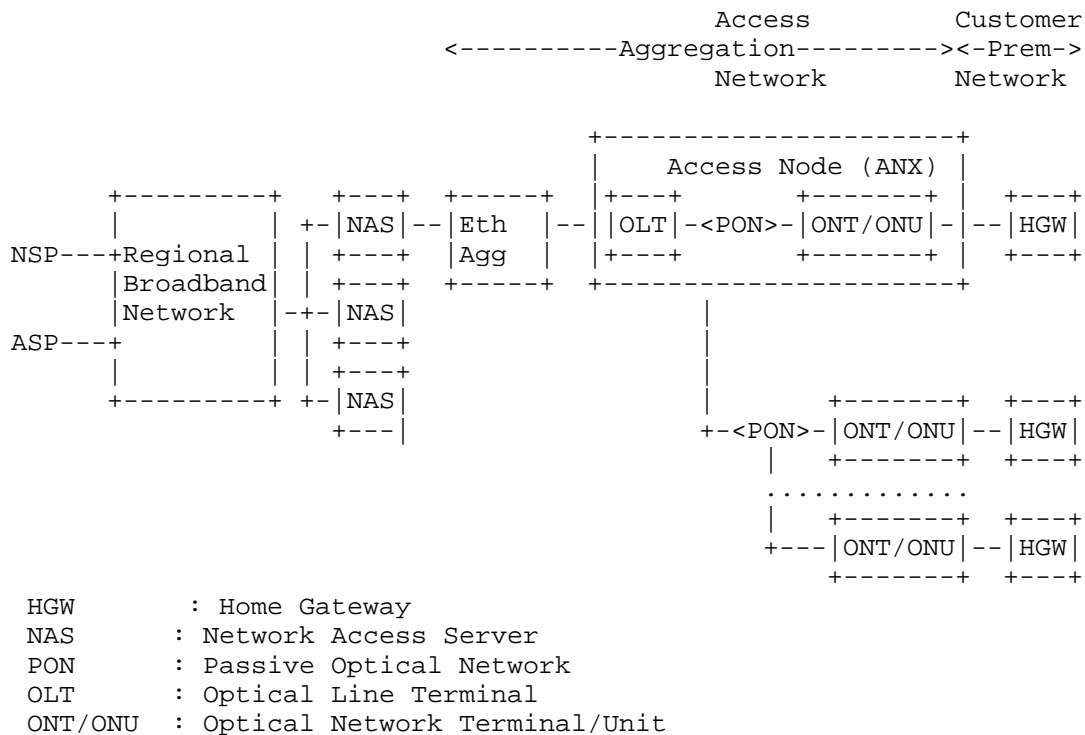 Access             Customer
                           <----------Aggregation---------><-Prem->
                                            Network            Network

                                    +----------------------+
                                    |    Access Node (ANX) |
      +---------+    +---+  +-----+ |+---+       +-------+ |  +---+
      |         |  +-|NAS|--|Eth  |--||OLT|-<PON>-|ONT/ONU|-|--|HGW|
NSP---+Regional |  | +---+  |Agg  | |+---+       +-------+ |  +---+
      |Broadband|  | +---+  +-----+ +----------------------+
      |Network  |-+-|NAS|                  |
ASP---+         |  | +---+                  |
      |         |  | +---+                  |
      +---------+  +-|NAS|                  |       +-------+  +---+
                     +---|                  +-<PON>-|ONT/ONU|--|HGW|
                                                |   +-------+  +---+
                                                .............
                                                |   +-------+  +---+
                                                +---|ONT/ONU|--|HGW|
                                                    +-------+  +---+
HGW       : Home Gateway
NAS      : Network Access Server
PON      : Passive Optical Network
OLT      : Optical Line Terminal
ONT/ONU  : Optical Network Terminal/Unit